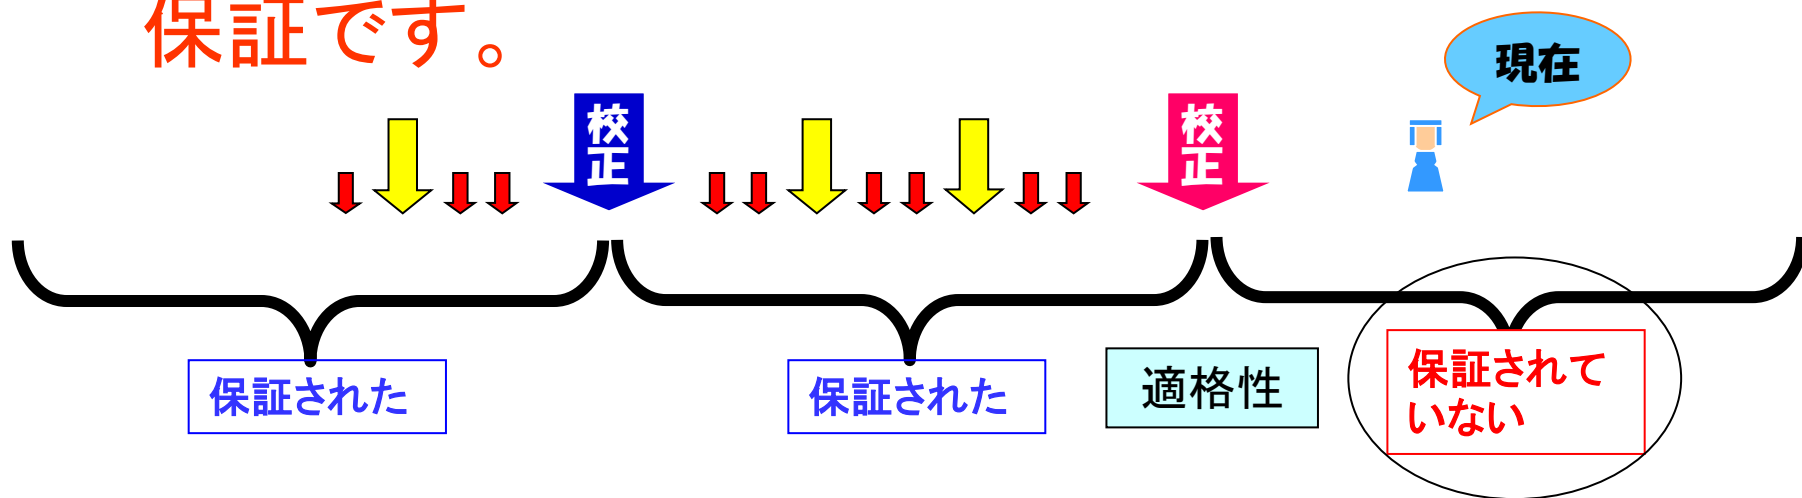 保証です。
現在
校正
校正
保証された
保証された
適格性
保証されて
いない